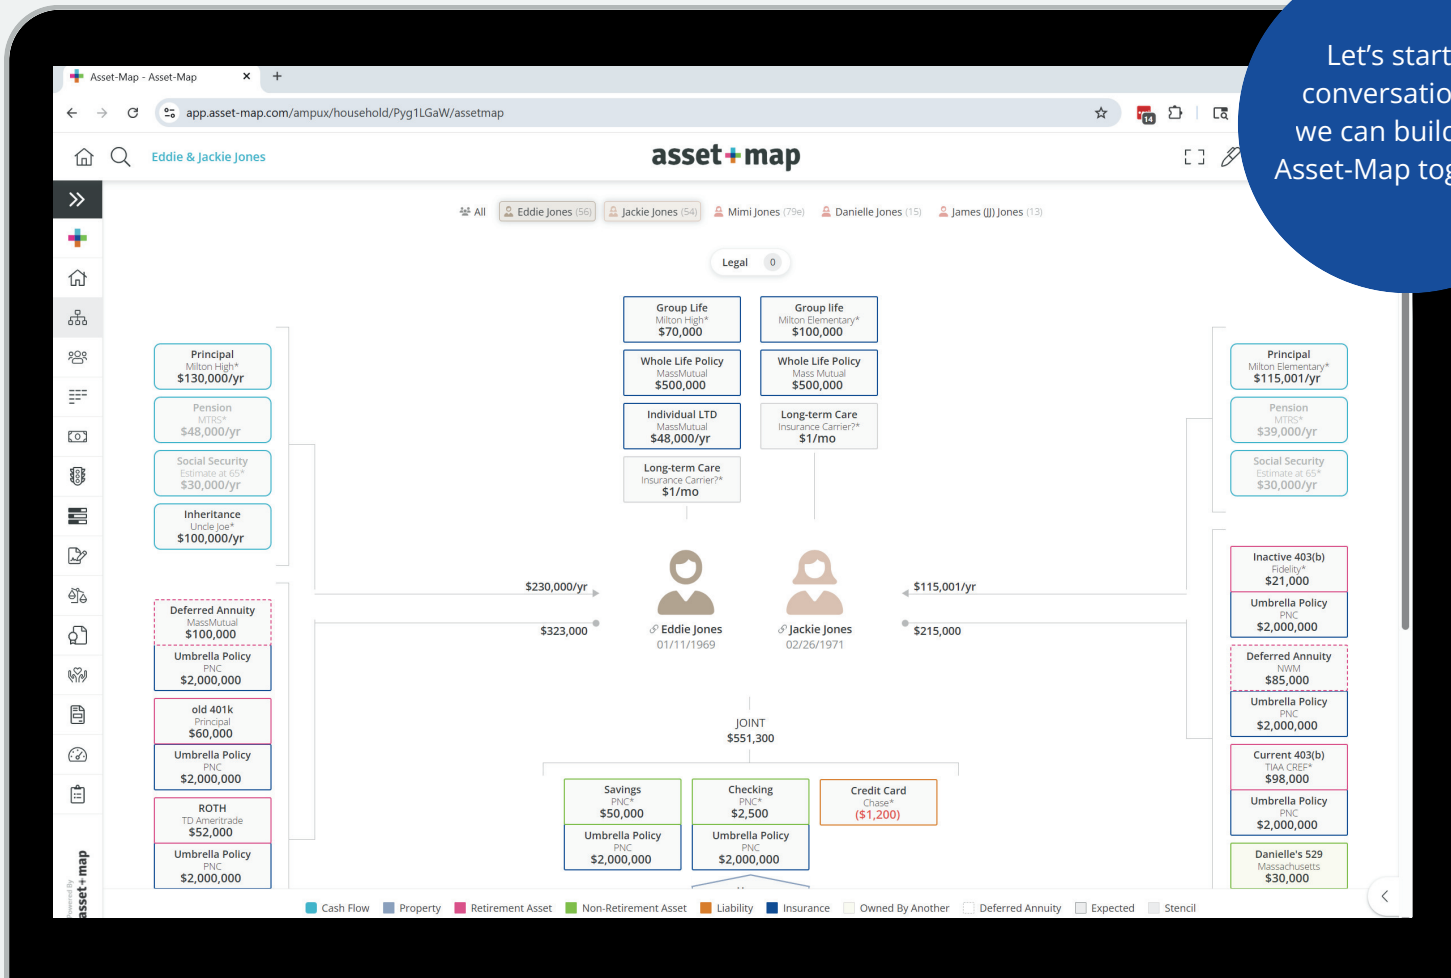 Let's start
we can build
Asset-Map
Asset-Map - Asset-Map
app.asset-map.com/ampux/household/Pyg1LGaW/assetmap
14
Eddie & Jackie Jones
asset+map
All
Eddie Jones (56)
Jackie Jones (54)
Mimi Jones (79e)
Danielle Jones (15)
James (JJ) Jones (13)
Legal 0
Group Life
Milton High*
$70,000
Group life
Milton Elementary*
$100,000
Whole Life Policy
MassMutual
$500,000
Whole Life Policy
Mass Mutual
$500,000
Individual LTD
MassMutual
$48,000/yr
Long-term Care
Insurance Carrier?*
$1/mo
Long-term Care
Insurance Carrier?*
$1/mo
Principal
Milton High*
$130,000/yr
Pension
MTRS*
$48,000/yr
Social Security
Estimate at 65*
$30,000/yr
Inheritance
Uncle Joe*
$100,000/yr
Principal
Milton Elementary*
$115,001/yr
Pension
MTRS*
$39,000/yr
Social Security
Estimate at 65*
$30,000/yr
$230,000/yr
$323,000
Eddie Jones
01/11/1969
Jackie Jones
02/26/1971
$115,001/yr
$215,000
Deferred Annuity
MassMutual
$100,000
Umbrella Policy
PNC
$2,000,000
old 401k
Principal
$60,000
Umbrella Policy
PNC
$2,000,000
ROTH
TD Ameritrade
$52,000
Umbrella Policy
PNC
$2,000,000
JOINT
$551,300
Savings
PNC*
$50,000
Umbrella Policy
PNC
$2,000,000
Checking
PNC*
$2,500
Umbrella Policy
PNC
$2,000,000
Credit Card
Chase*
($1,200)
Inactive 403(b)
Fidelity*
$21,000
Umbrella Policy
PNC
$2,000,000
Deferred Annuity
NWM
$85,000
Umbrella Policy
PNC
$2,000,000
Current 403(b)
TIAA CREF*
$98,000
Umbrella Policy
PNC
$2,000,000
Danielle's 529
Massachusetts
$30,000
Powered By
asset+map
Cash Flow
Property
Retirement Asset
Non-Retirement Asset
Liability
Insurance
Owned By Another
Deferred Annuity
Expected
Stencil